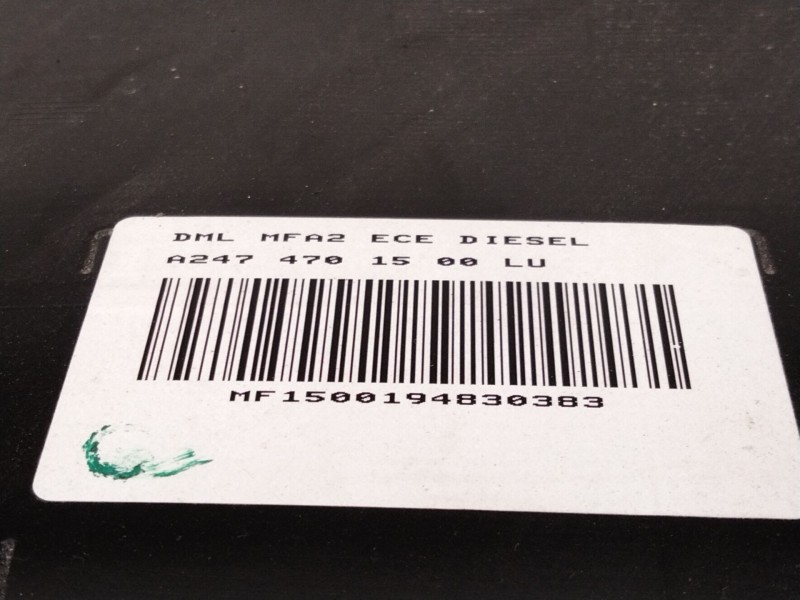 DML MFA2 ECE DIESEL
A247 470 15 00 LU
MF1500194830383